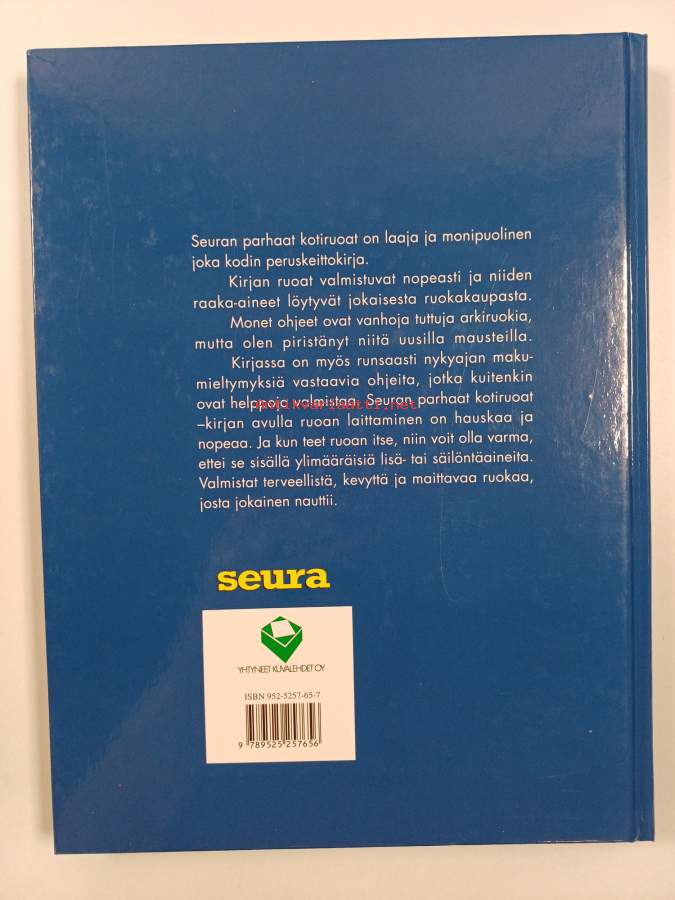 Seuran parhaat kotiruoat on laaja ja monipuolinen
joka kodin peruskeittokirja.
Kirjan ruoat valmistuvat nopeasti ja niiden
raaka-aineet löytyvät jokaisesta ruokakaupasta.
Monet ohjeet ovat vanhoja tuttuja arkiruokia,
mutta olen piristänyt niitä uusilla mausteilla.
Kirjassa on myös runsaasti nykyajan maku-
mieltymyksiä vastaavia ohjeita, jotka kuitenkin
ovat helppoja valmistaa. Seuran parhaat kotiruoat
Antikvariaatti.net
–kirjan avulla ruoan laittaminen on hauskaa ja
nopeaa. Ja kun teet ruoan itse, niin voit olla varma,
ettei se sisällä ylimääräisiä lisä- tai säilöntäaineita.
Valmistat terveellistä, kevyttä ja maittavaa ruokaa,
josta jokainen nauttii.
seura
YHTYNEET KUVALEHDET OY
ISBN 952-5257-65-7
9 789525 257656